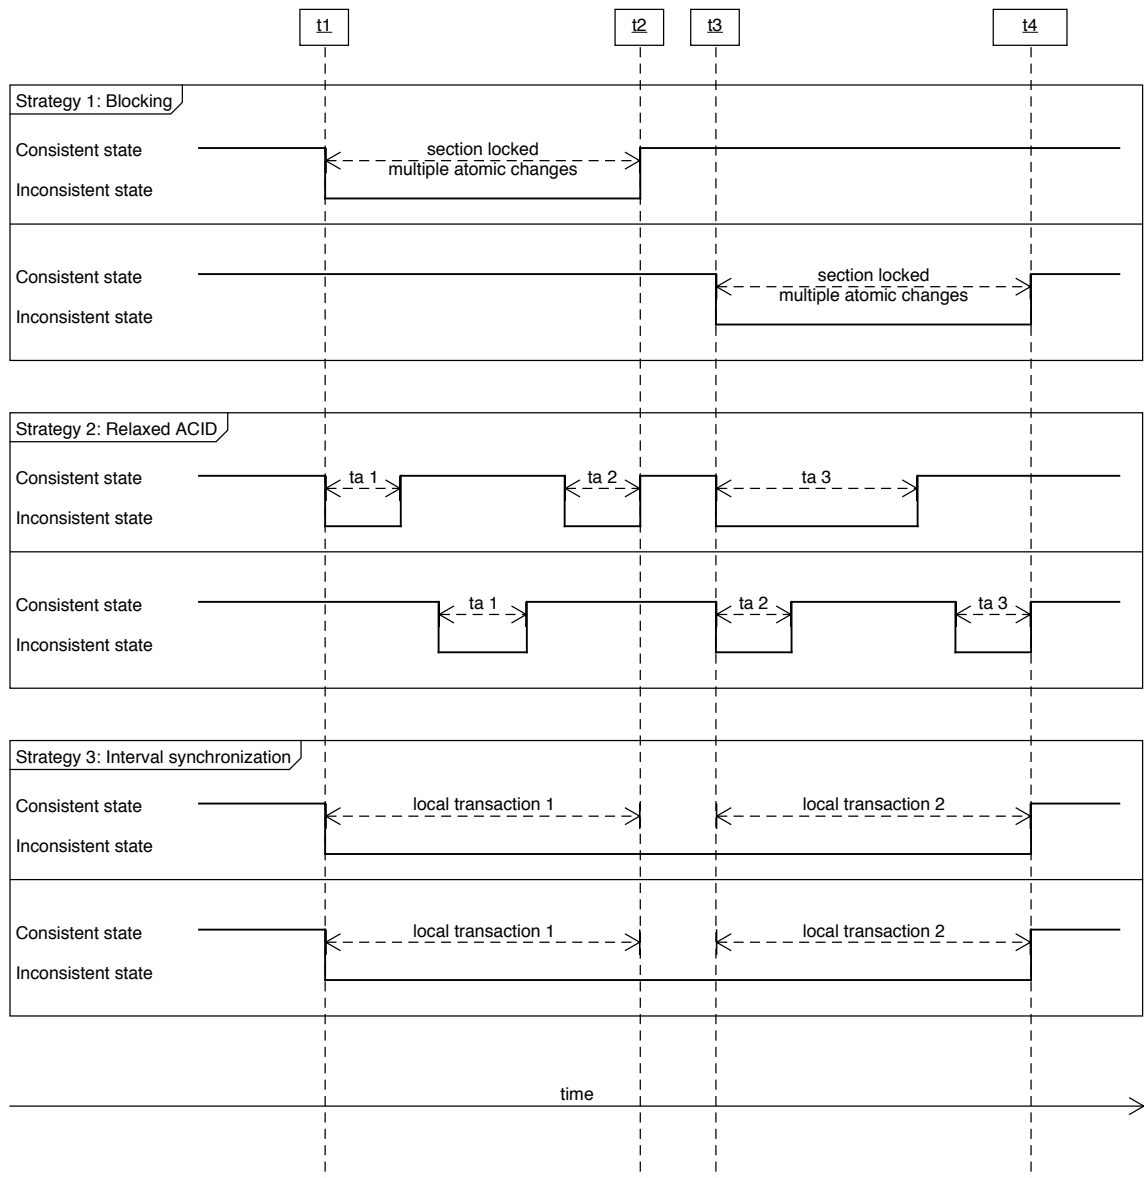 t1 t2 t3 t4
Strategy 1: Blocking
Consistent state
section locked
multiple atomic changes
Inconsistent state
Consistent state
section locked
multiple atomic changes
Inconsistent state
Strategy 2: Relaxed ACID
Consistent state ta 1 ta 2 ta 3
Inconsistent state
Consistent state ta 1 ta 2 ta 3
Inconsistent state
Strategy 3: Interval synchronization
Consistent state local transaction 1 local transaction 2
Inconsistent state
Consistent state local transaction 1 local transaction 2
Inconsistent state
time